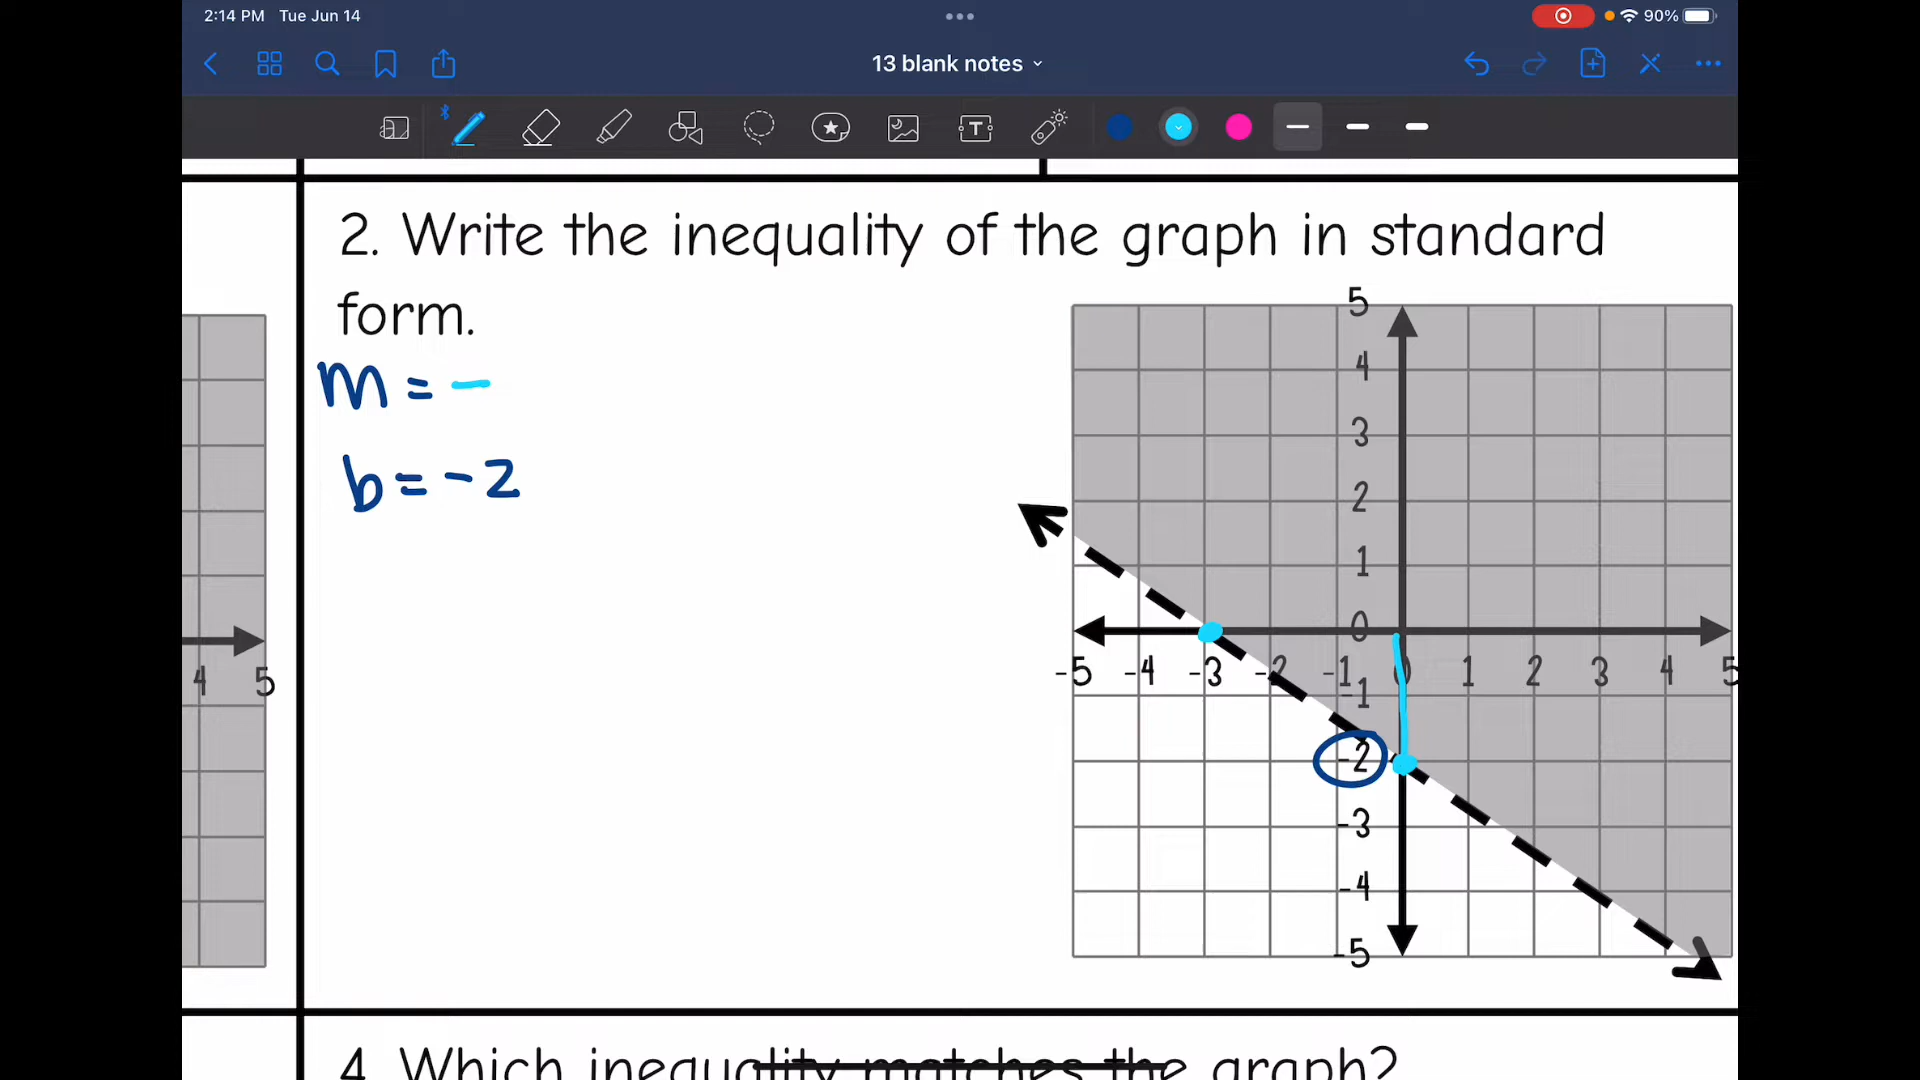 2:14 PM Tue Jun 14
90%
13 blank notes
2. Write the inequality of the graph in standard
form.
m = -
b = -2
5
4
3
2
1
0
-5 -4 -3 -2 -1 0 1 2 3 4 5
-1
-2
-3
-4
-5
4 5
4. Which inequality matches the graph?